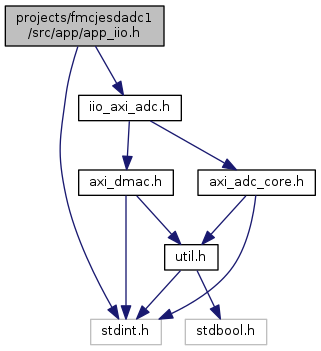 projects/fmcjesdadc1
/src/app/app_iio.h
iio_axi_adc.h
axi_dmac.h
axi_adc_core.h
util.h
stdint.h
stdbool.h